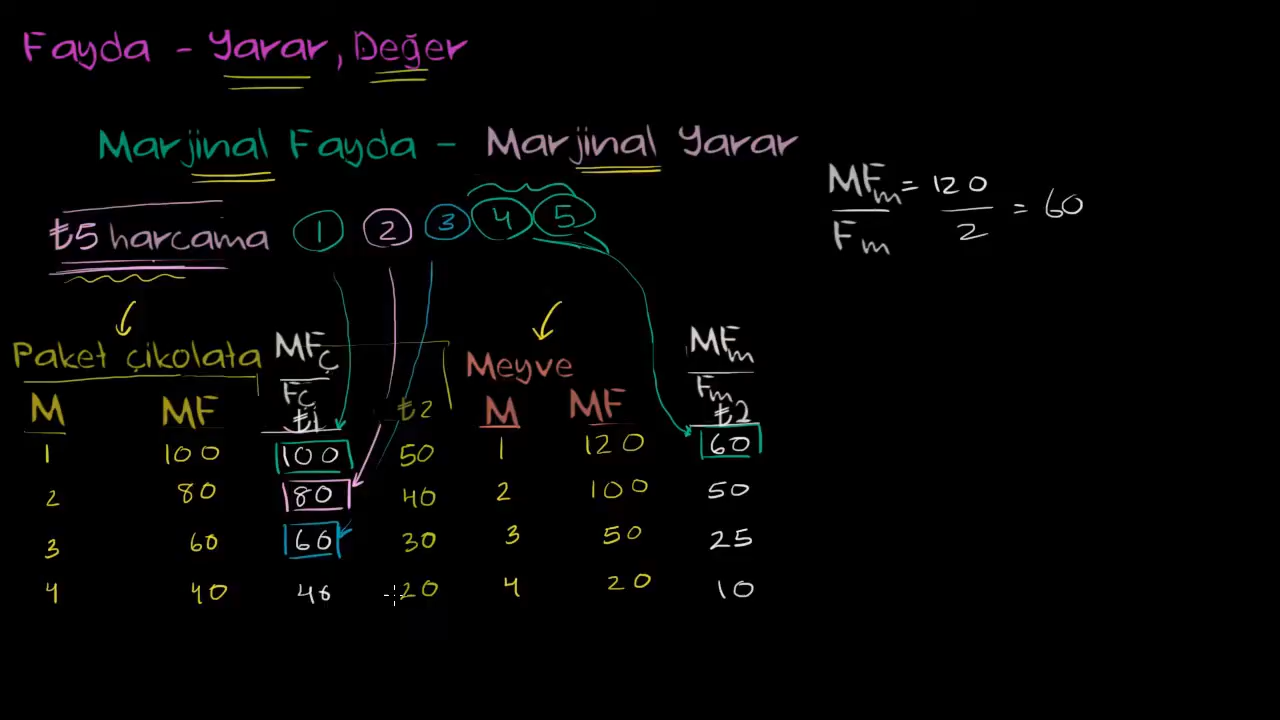 Fayda - Yarar, Değer
Marjinal Fayda - Marjinal Yarar
MFm = 120 = 60
Fm 2
₺5 harcama 1 2 3 4 5
Paket çikolata MFç Meyve MFm
Fç Fm
M MF ₺1 ₺2 M MF ₺2
1 100 100 50 1 120 60
2 80 80 40 2 100 50
3 60 60 30 3 50 25
4 40 40 20 4 20 10